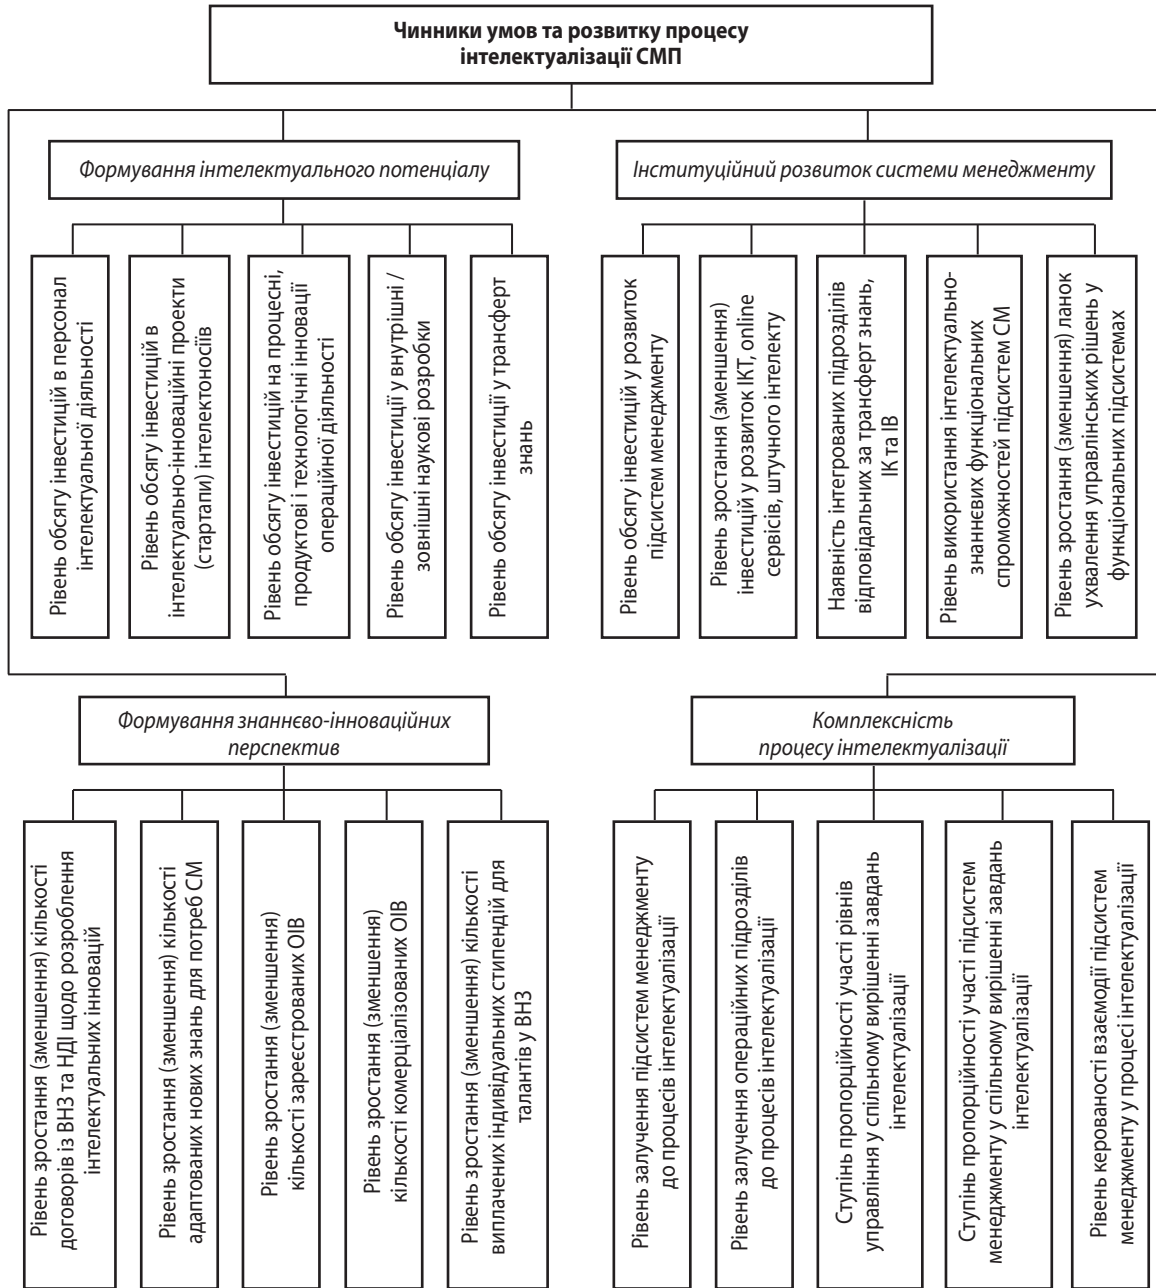 Чинники умов та розвитку процесу
інтелектуалізації СМП
Формування інтелектуального потенціалу
Рівень обсягу інвестицій в персонал
інтелектуальної діяльності
Рівень обсягу інвестицій в
інтелектуально-інноваційні проекти
(стартапи) інтелектоносіїв
Рівень обсягу інвестицій на процесні,
продуктові і технологічні інновації
операційної діяльності
Рівень обсягу інвестиції у внутрішні /
зовнішні наукові розробки
Рівень обсягу інвестиції у трансферт
знань
Інституційний розвиток системи менеджменту
Рівень обсягу інвестицій у розвиток
підсистем менеджменту
Рівень зростання (зменшення)
інвестицій у розвиток ІКТ, online
сервісів, штучного інтелекту
Наявність інтегрованих підрозділів
відповідальних за трансферт знань,
ІК та ІВ
Рівень використання інтелектуально-
знаннєвих функціональних
спроможностей підсистем СМ
Рівень зростання (зменшення) ланок
ухвалення управлінських рішень у
функціональних підсистемах
Формування знаннєво-інноваційних
перспектив
Рівень зростання (зменшення) кількості
договорів із ВНЗ та НДІ щодо розроблення
інтелектуальних інновацій
Рівень зростання (зменшення) кількості
адаптованих нових знань для потреб СМ
Рівень зростання (зменшення)
кількості зареєстрованих ОІВ
Рівень зростання (зменшення)
кількості комерціалізованих ОІВ
Рівень зростання (зменшення) кількості
виплачених індивідуальних стипендій для
талантів у ВНЗ
Комплексність
процесу інтелектуалізації
Рівень залучення підсистем менеджменту
до процесів інтелектуалізації
Рівень залучення операційних підрозділів
до процесів інтелектуалізації
Ступінь пропорційності участі рівнів
управління у спільному вирішенні завдань
інтелектуалізації
Ступінь пропорційності участі підсистем
менеджменту у спільному вирішенні завдань
інтелектуалізації
Рівень керованості взаємодії підсистем
менеджменту у процесі інтелектуалізації